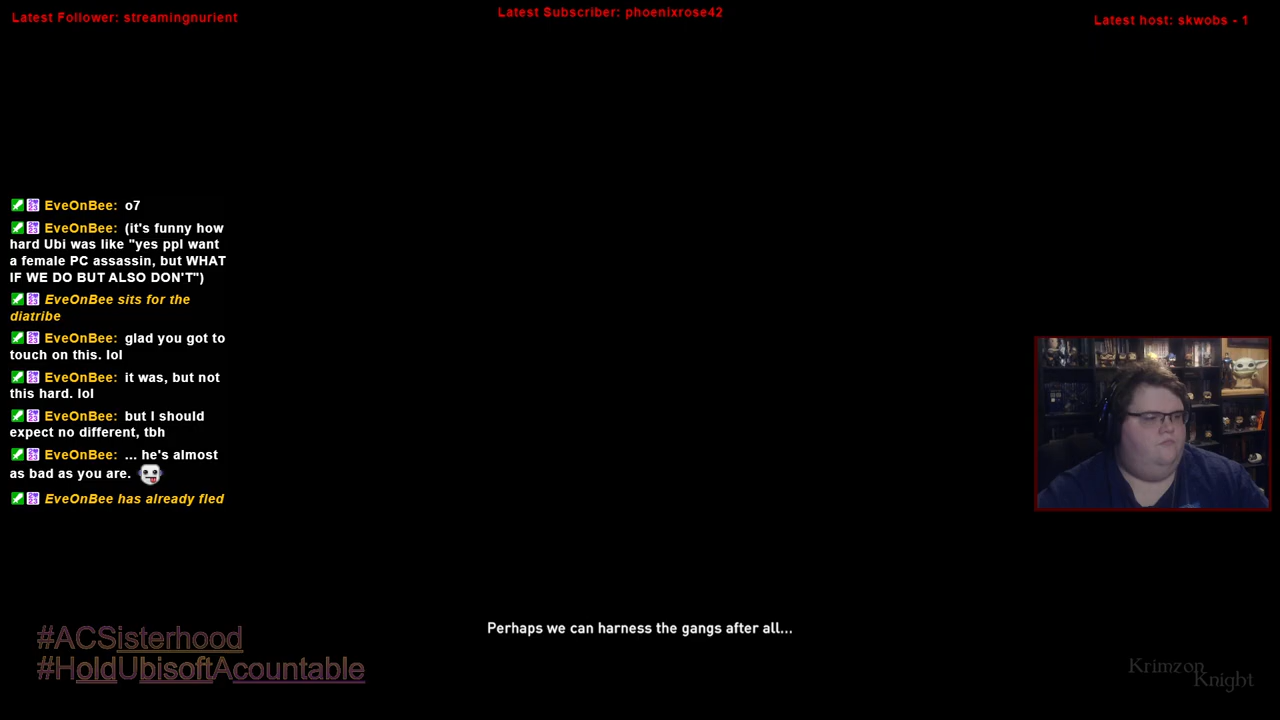 Latest Follower: streamingnurient
Latest Subscriber: phoenixrose42
Latest host: skwobs - 1
EveOnBee: o7
EveOnBee: (it's funny how
hard Ubi was like "yes ppl want
a female PC assassin, but WHAT
IF WE DO BUT ALSO DON'T")
EveOnBee sits for the
diatribe
EveOnBee: glad you got to
touch on this. lol
EveOnBee: it was, but not
this hard. lol
EveOnBee: but I should
expect no different, tbh
EveOnBee: ... he's almost
as bad as you are.
EveOnBee has already fled
Perhaps we can harness the gangs after all...
#ACSisterhood
#HoldUbisoftAcountable
Krimzon
Knight